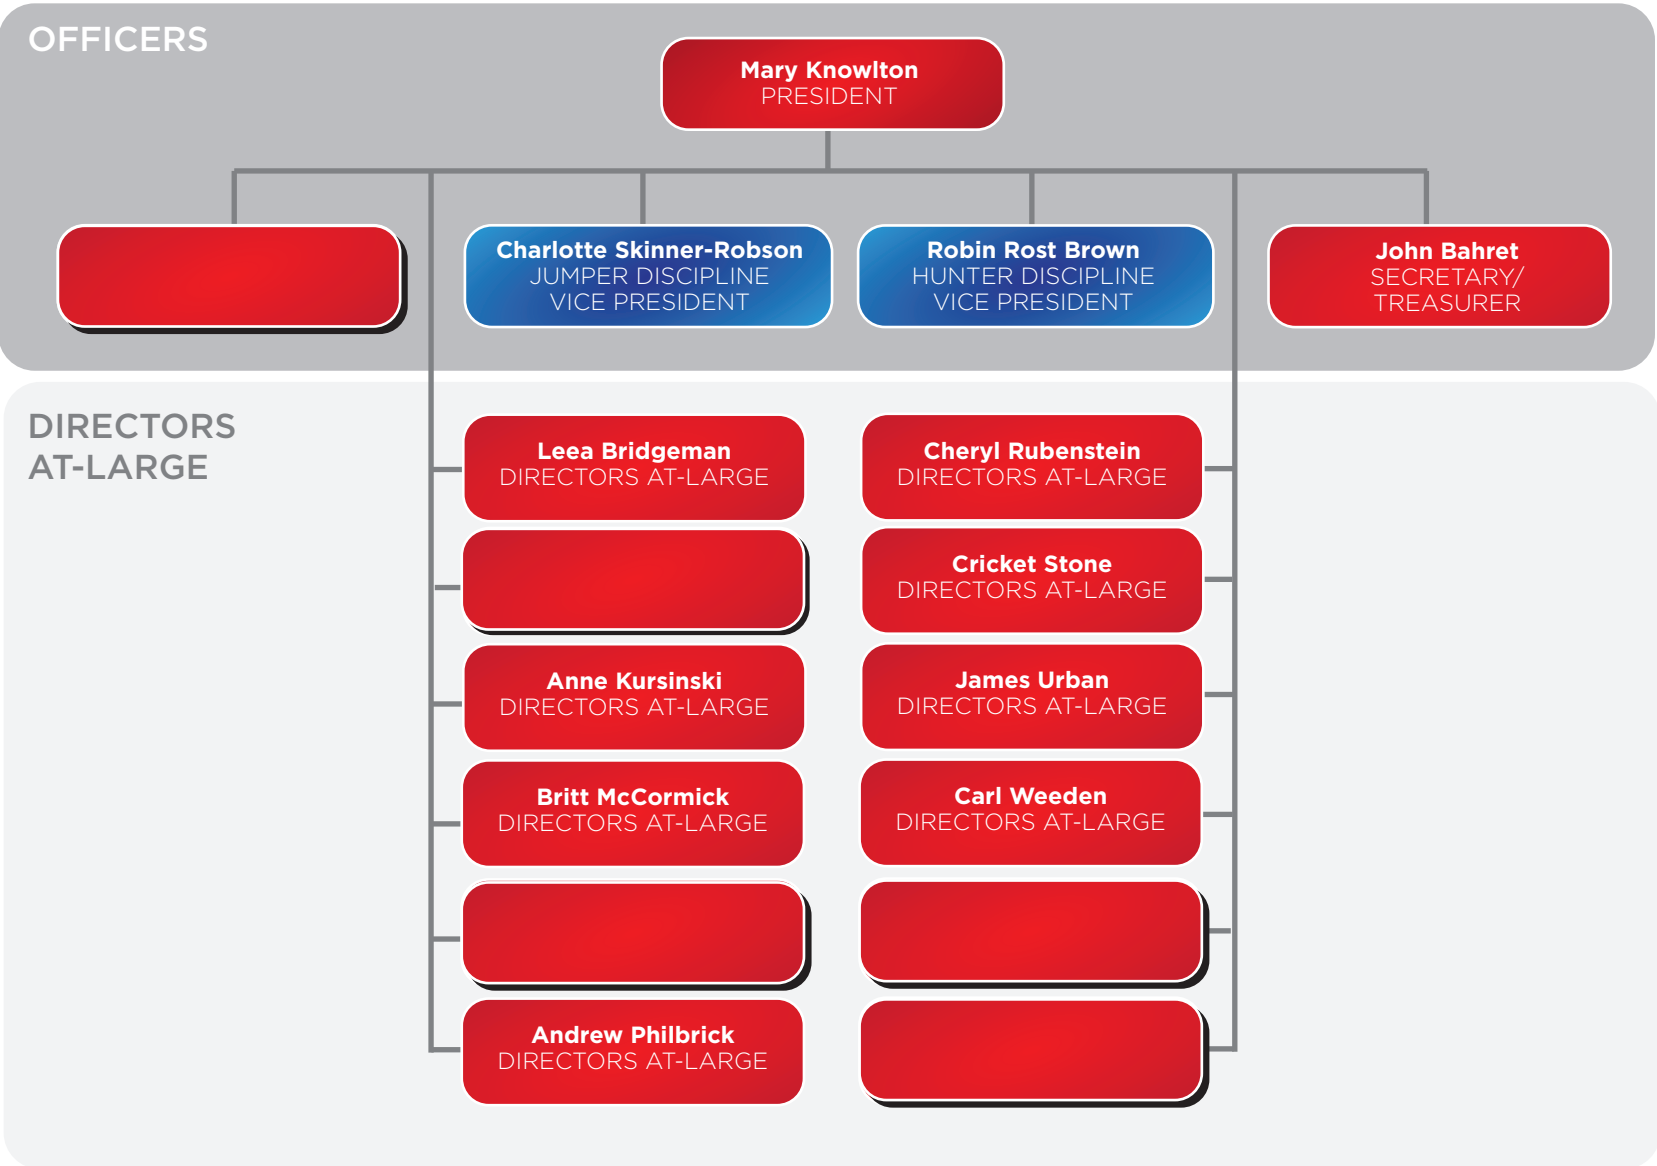 OFFICERS
Mary Knowlton
PRESIDENT
Charlotte Skinner-Robson
JUMPER DISCIPLINE
VICE PRESIDENT
Robin Rost Brown
HUNTER DISCIPLINE
VICE PRESIDENT
John Bahret
SECRETARY/
TREASURER
DIRECTORS
AT-LARGE
Leea Bridgeman
DIRECTORS AT-LARGE
Cheryl Rubenstein
DIRECTORS AT-LARGE
Cricket Stone
DIRECTORS AT-LARGE
Anne Kursinski
DIRECTORS AT-LARGE
James Urban
DIRECTORS AT-LARGE
Britt McCormick
DIRECTORS AT-LARGE
Carl Weeden
DIRECTORS AT-LARGE
Andrew Philbrick
DIRECTORS AT-LARGE